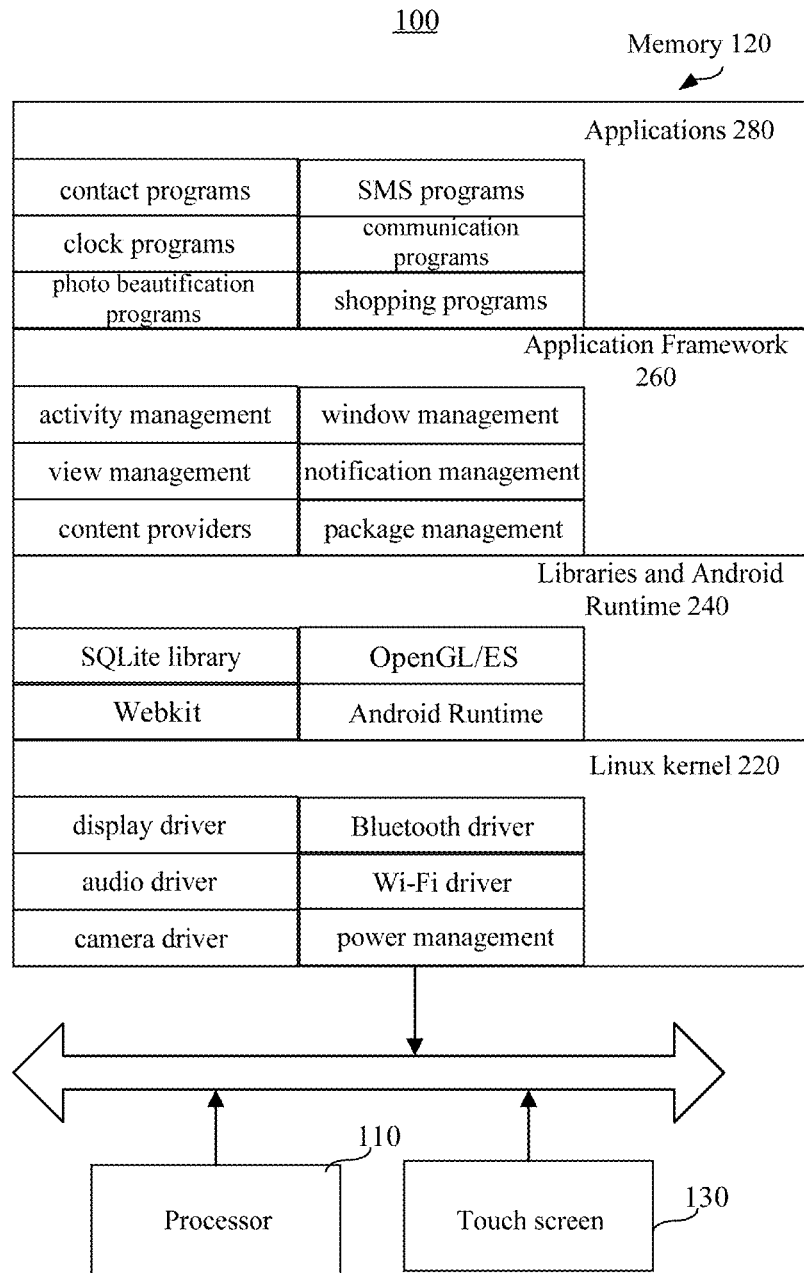 100
Memory 120
Applications 280
contact programs
SMS programs
clock programs
communication
programs
photo beautification
programs
shopping programs
Application Framework
260
activity management
window management
view management
notification management
content providers
package management
Libraries and Android
Runtime 240
SQLite library
OpenGL/ES
Webkit
Android Runtime
Linux kernel 220
display driver
Bluetooth driver
audio driver
Wi-Fi driver
camera driver
power management
110
Processor
130
Touch screen